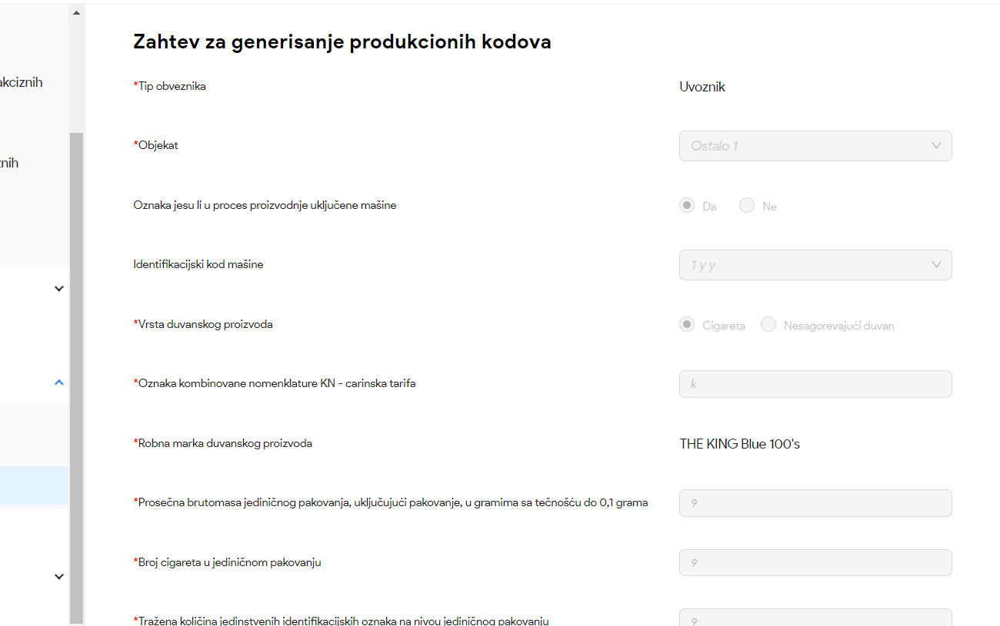 Zahtev za generisanje produkcionih kodova
akciznih
*Tip obveznika
Uvoznik
*Objekat
Ostalo 1
Oznaka jesu li u proces proizvodnje uključene mašine
Da
Ne
Identifikacijski kod mašine
1 y y
*Vrsta duvanskog proizvoda
Cigareta
Nesagorevajući duvan
*Oznaka kombinovane nomenklature KN - carinska tarifa
k
*Robna marka duvanskog proizvoda
THE KING Blue 100's
*Prosečna brutomasa jediničnog pakovanja, uključujući pakovanje, u gramima sa tečnošću do 0,1 grama
9
*Broj cigareta u jediničnom pakovanju
9
*Tražena količina jedinstvenih identifikacijskih oznaka na nivou jediničnog pakovanju
9